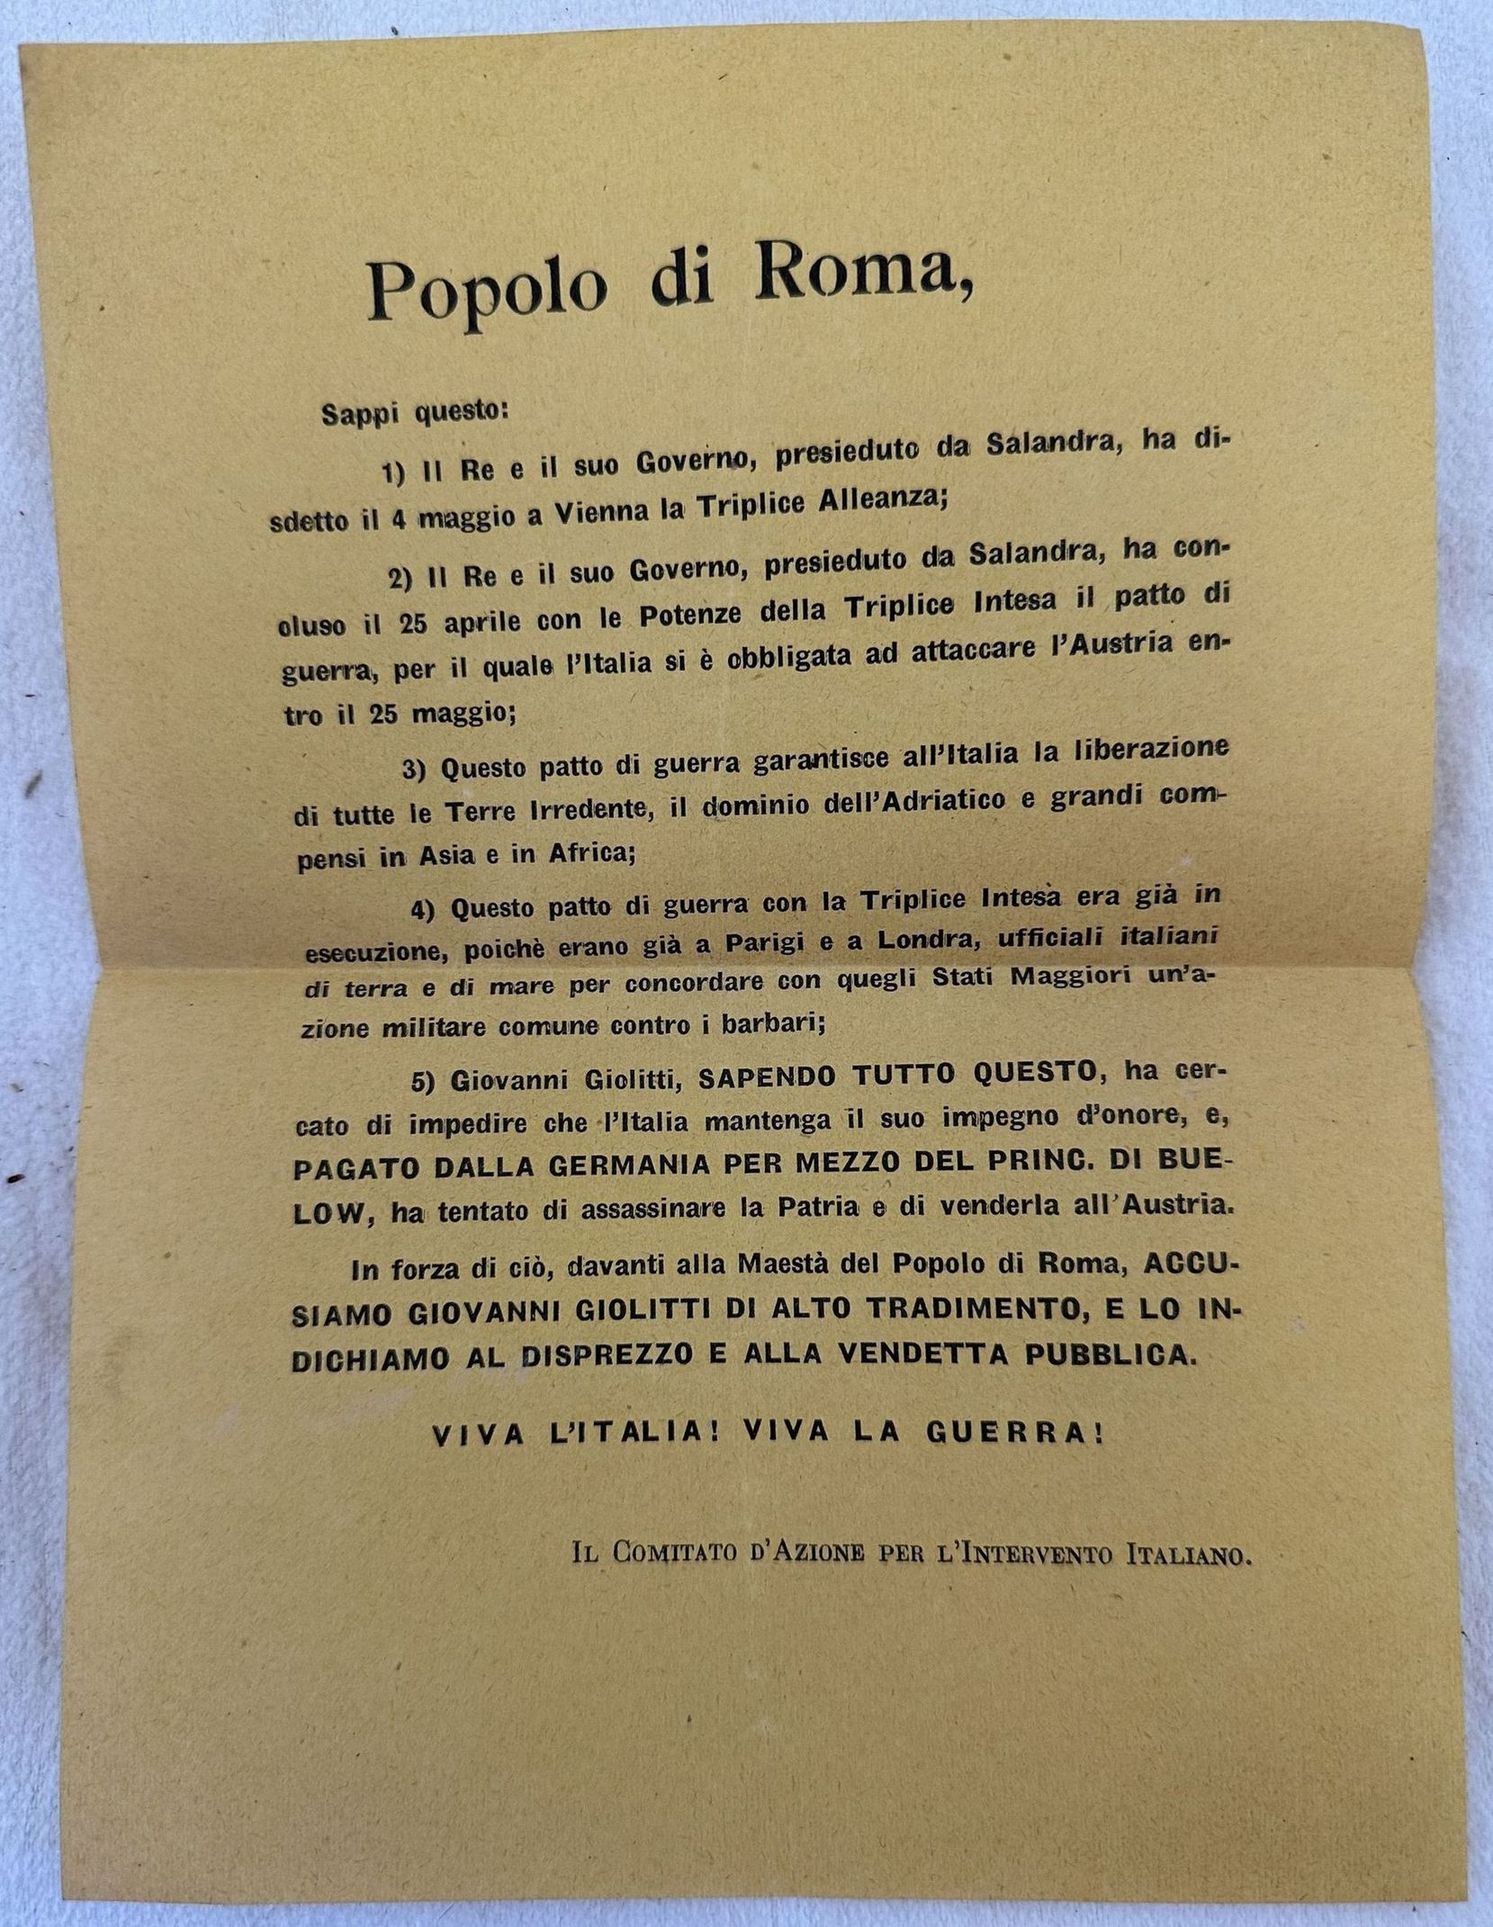 Popolo di Roma,
Sappi questo:
1) Il Re e il suo Governo, presieduto da Salandra, ha di-
sdetto il 4 maggio a Vienna la Triplice Alleanza;
2) Il Re e il suo Governo, presieduto da Salandra, ha con-
cluso il 25 aprile con le Potenze della Triplice Intesa il patto di
guerra, per il quale l'Italia si è obbligata ad attaccare l'Austria en-
tro il 25 maggio;
3) Questo patto di guerra garantisce all'Italia la liberazione
di tutte le Terre Irredente, il dominio dell'Adriatico e grandi com-
pensi in Asia e in Africa;
4) Questo patto di guerra con la Triplice Intesa era già in
esecuzione, poichè erano già a Parigi e a Londra, ufficiali italiani
di terra e di mare per concordare con quegli Stati Maggiori un'a-
zione militare comune contro i barbari;
5) Giovanni Giolitti, SAPENDO TUTTO QUESTO, ha cer-
cato di impedire che l'Italia mantenga il suo impegno d'onore, e,
PAGATO DALLA GERMANIA PER MEZZO DEL PRINC. DI BUE-
LOW, ha tentato di assassinare la Patria e di venderla all'Austria.
In forza di ciò, davanti alla Maestà del Popolo di Roma, ACCU-
SIAMO GIOVANNI GIOLITTI DI ALTO TRADIMENTO, E LO IN-
DICHIAMO AL DISPREZZO E ALLA VENDETTA PUBBLICA.
VIVA L'ITALIA! VIVA LA GUERRA!
IL COMITATO D'AZIONE PER L'INTERVENTO ITALIANO.